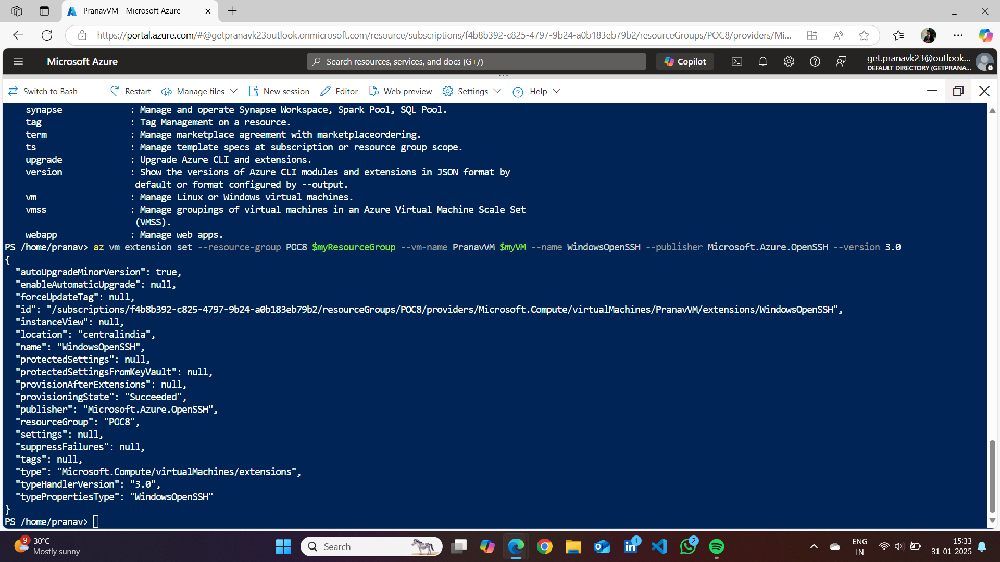 PranavVM - Microsoft Azure
https://portal.azure.com/#@getpranavk23outlook.onmicrosoft.com/resource/subscriptions/f4b8b392-c825-4797-9b24-a0b183eb79b2/resourceGroups/POC8/providers/Mi...
Microsoft Azure
Search resources, services, and docs (G+/)
Copilot
get.pranavk23@outlook...
DEFAULT DIRECTORY (GETPRANA...
Switch to Bash
Restart
Manage files
New session
Editor
Web preview
Settings
Help
synapse : Manage and operate Synapse Workspace, Spark Pool, SQL Pool.
tag : Tag Management on a resource.
term : Manage marketplace agreement with marketplaceordering.
ts : Manage template specs at subscription or resource group scope.
upgrade : Upgrade Azure CLI and extensions.
version : Show the versions of Azure CLI modules and extensions in JSON format by
default or format configured by --output.
vm : Manage Linux or Windows virtual machines.
vmss : Manage groupings of virtual machines in an Azure Virtual Machine Scale Set
(VMSS).
webapp : Manage web apps.
PS /home/pranav> az vm extension set --resource-group POC8 $myResourceGroup --vm-name PranavVM $myVM --name WindowsOpenSSH --publisher Microsoft.Azure.OpenSSH --version 3.0
{
"autoUpgradeMinorVersion": true,
"enableAutomaticUpgrade": null,
"forceUpdateTag": null,
"id": "/subscriptions/f4b8b392-c825-4797-9b24-a0b183eb79b2/resourceGroups/POC8/providers/Microsoft.Compute/virtualMachines/PranavVM/extensions/WindowsOpenSSH",
"instanceView": null,
"location": "centralindia",
"name": "WindowsOpenSSH",
"protectedSettings": null,
"protectedSettingsFromKeyVault": null,
"provisionAfterExtensions": null,
"provisioningState": "Succeeded",
"publisher": "Microsoft.Azure.OpenSSH",
"resourceGroup": "POC8",
"settings": null,
"suppressFailures": null,
"tags": null,
"type": "Microsoft.Compute/virtualMachines/extensions",
"typeHandlerVersion": "3.0",
"typePropertiesType": "WindowsOpenSSH"
}
PS /home/pranav>
9
30°C
Mostly sunny
Search
1
2
ENG
IN
15:33
31-01-2025